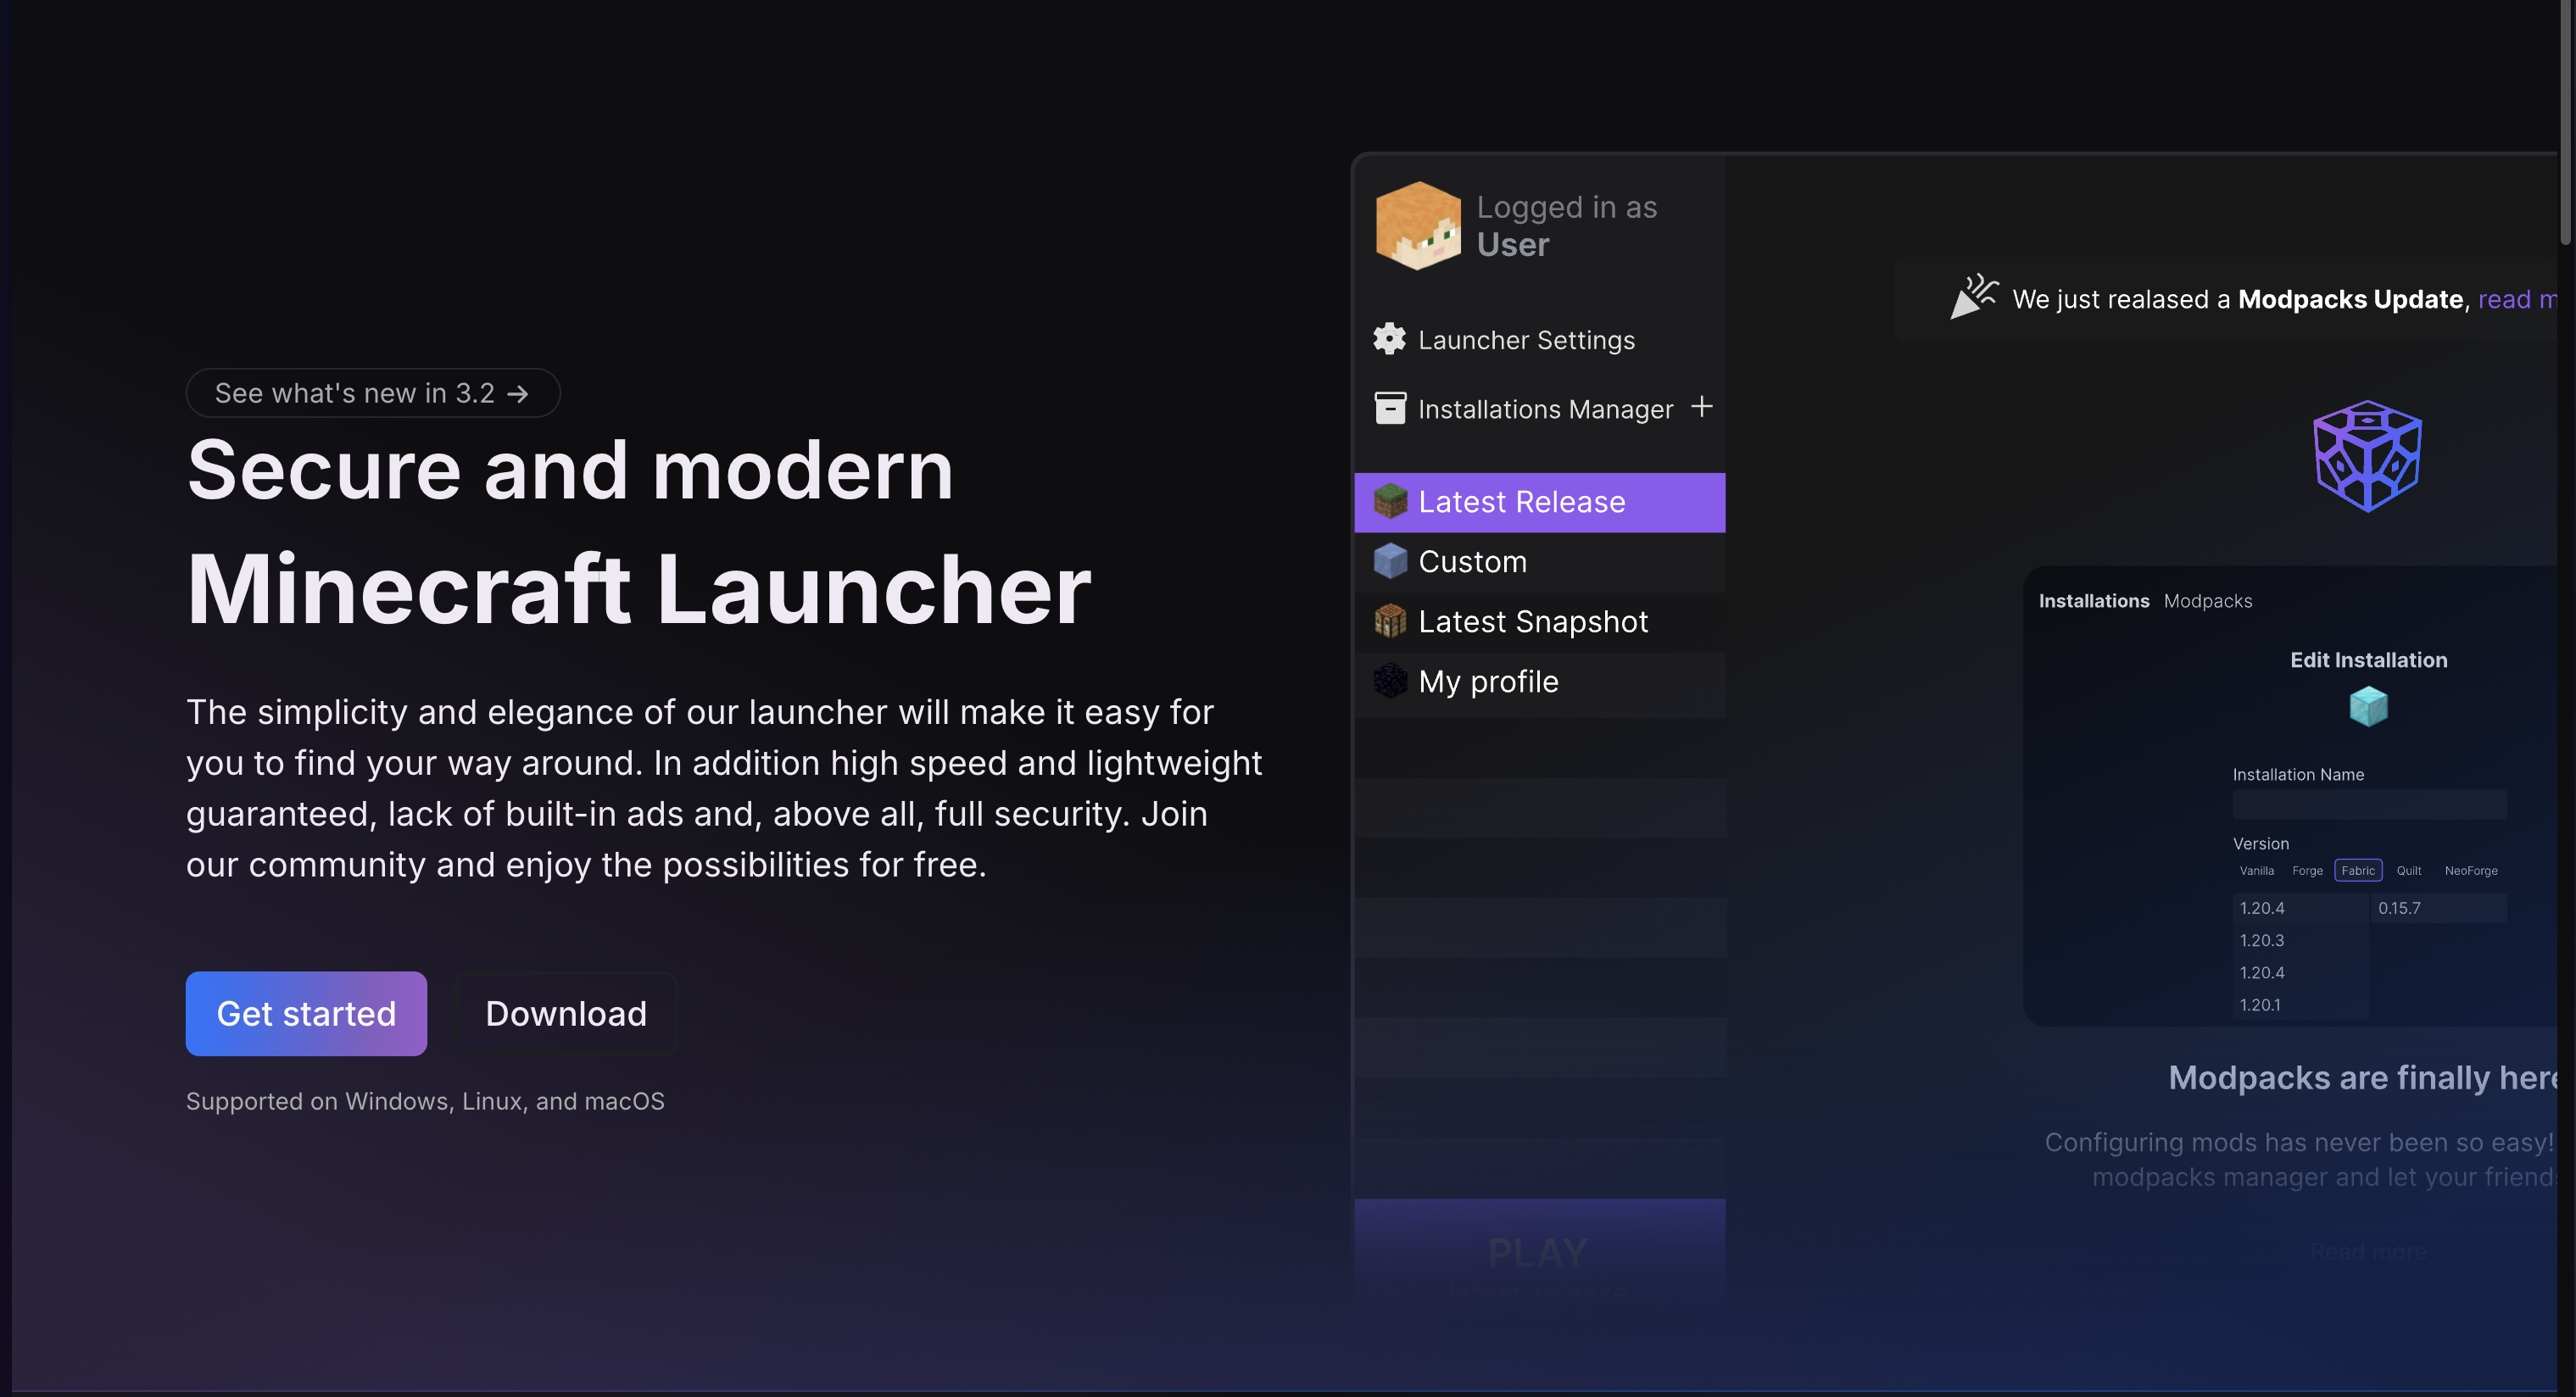 See what's new in 3.2 →
Secure and modern
Minecraft Launcher
The simplicity and elegance of our launcher will make it easy for
you to find your way around. In addition high speed and lightweight
guaranteed, lack of built-in ads and, above all, full security. Join
our community and enjoy the possibilities for free.
Get started
Download
Supported on Windows, Linux, and macOS
Logged in as
User
Launcher Settings
Installations Manager +
Latest Release
Custom
Latest Snapshot
My profile
PLAY
We just realased a Modpacks Update, read m
Installations Modpacks
Edit Installation
Installation Name
Version
Vanilla Forge Fabric Quilt NeoForge
1.20.4 0.15.7
1.20.3
1.20.4
1.20.1
Modpacks are finally here
Configuring mods has never been so easy!
modpacks manager and let your friends
Read more